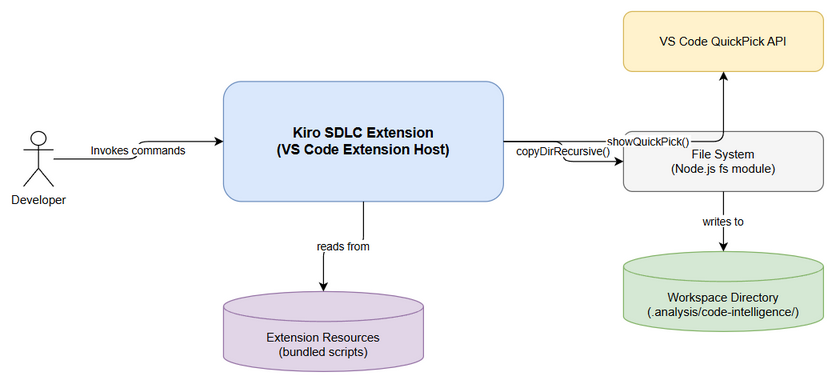 VS Code QuickPick API
Kiro SDLC Extension
(VS Code Extension Host)
Invokes commands
showQuickPick()
copyDirRecursive()
File System
(Node.js fs module)
Developer
writes to
reads from
Workspace Directory
(.analysis/code-intelligence/)
Extension Resources
(bundled scripts)